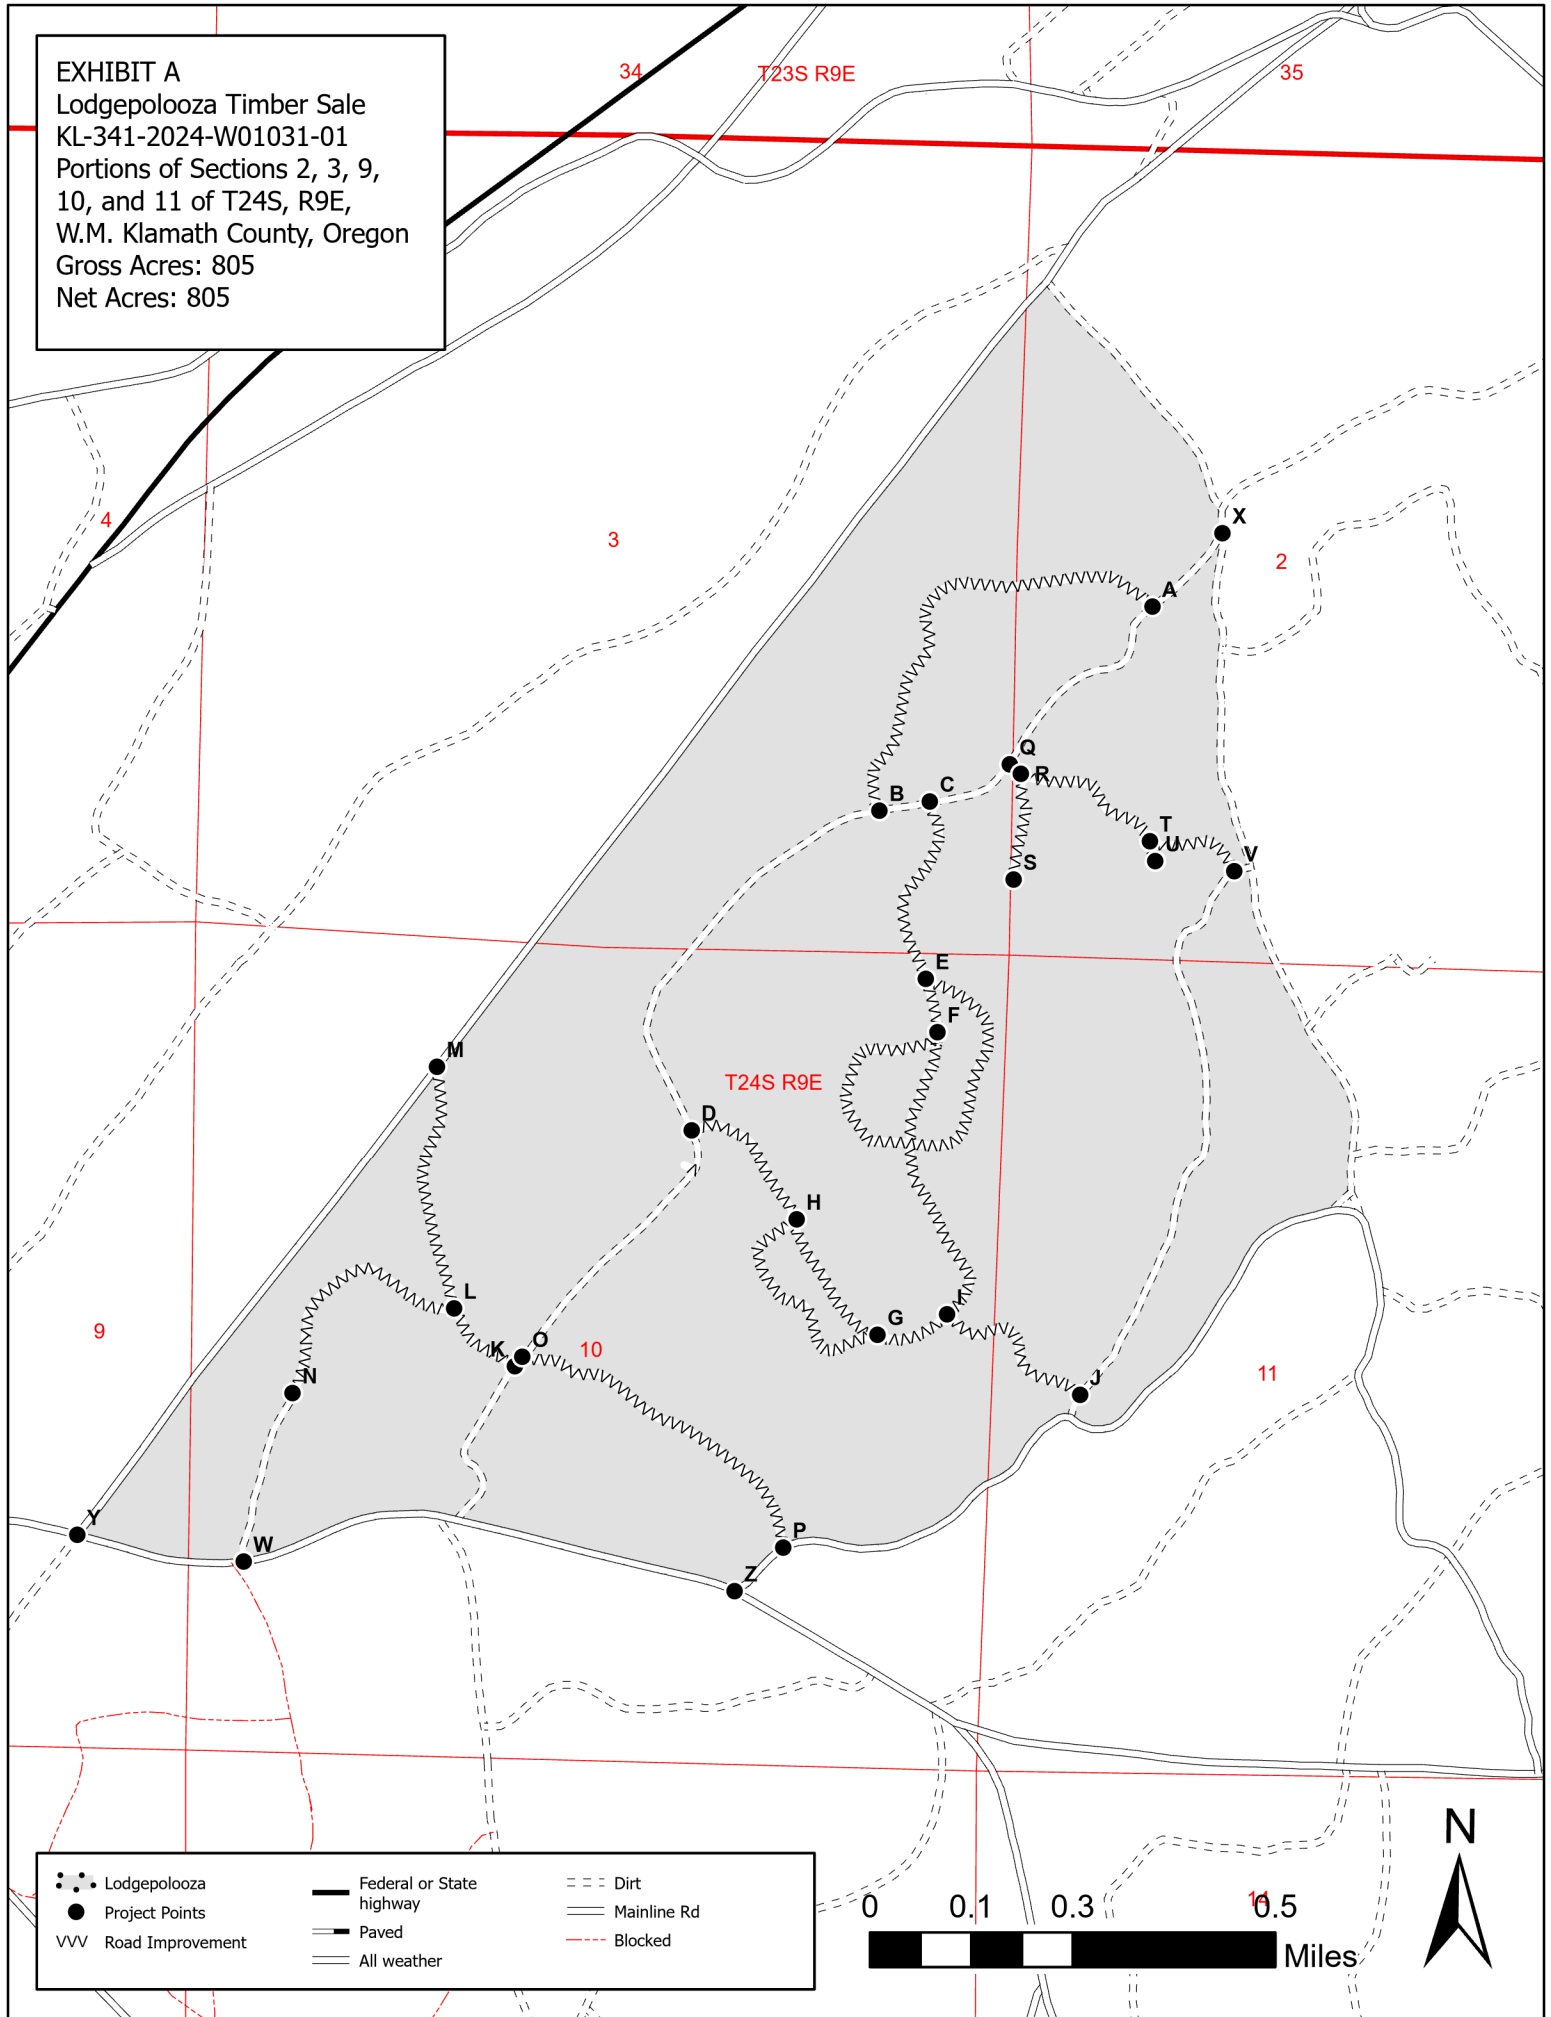 EXHIBIT A
Lodgepolooza Timber Sale
KL-341-2024-W01031-01
Portions of Sections 2, 3, 9,
10, and 11 of T24S, R9E,
W.M. Klamath County, Oregon
Gross Acres: 805
Net Acres: 805
34
T23S R9E
35
4
3
X
2
A
Q
R
B
C
T
U
V
S
E
F
M
T24S R9E
D
H
L
I
G
9
K
O
10
N
J
11
Y
W
P
Z
N
Lodgepolooza
Project Points
Road Improvement
Federal or State
highway
Paved
All weather
Dirt
Mainline Rd
Blocked
14
0 0.1 0.3 0.5
Miles